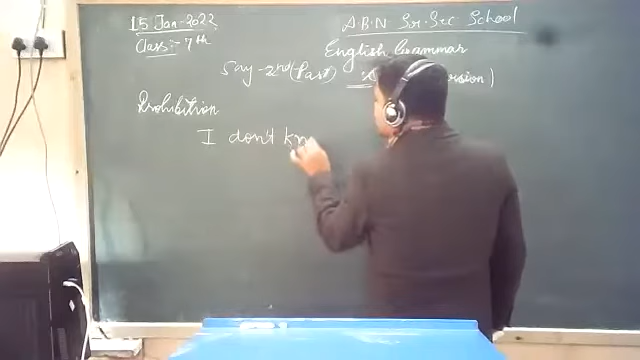 15 Jan-2022
A.B.N Sr. Sec School
Class:- 7th
English Grammar
Say-2nd (Past)
Prohibition
I don't kn